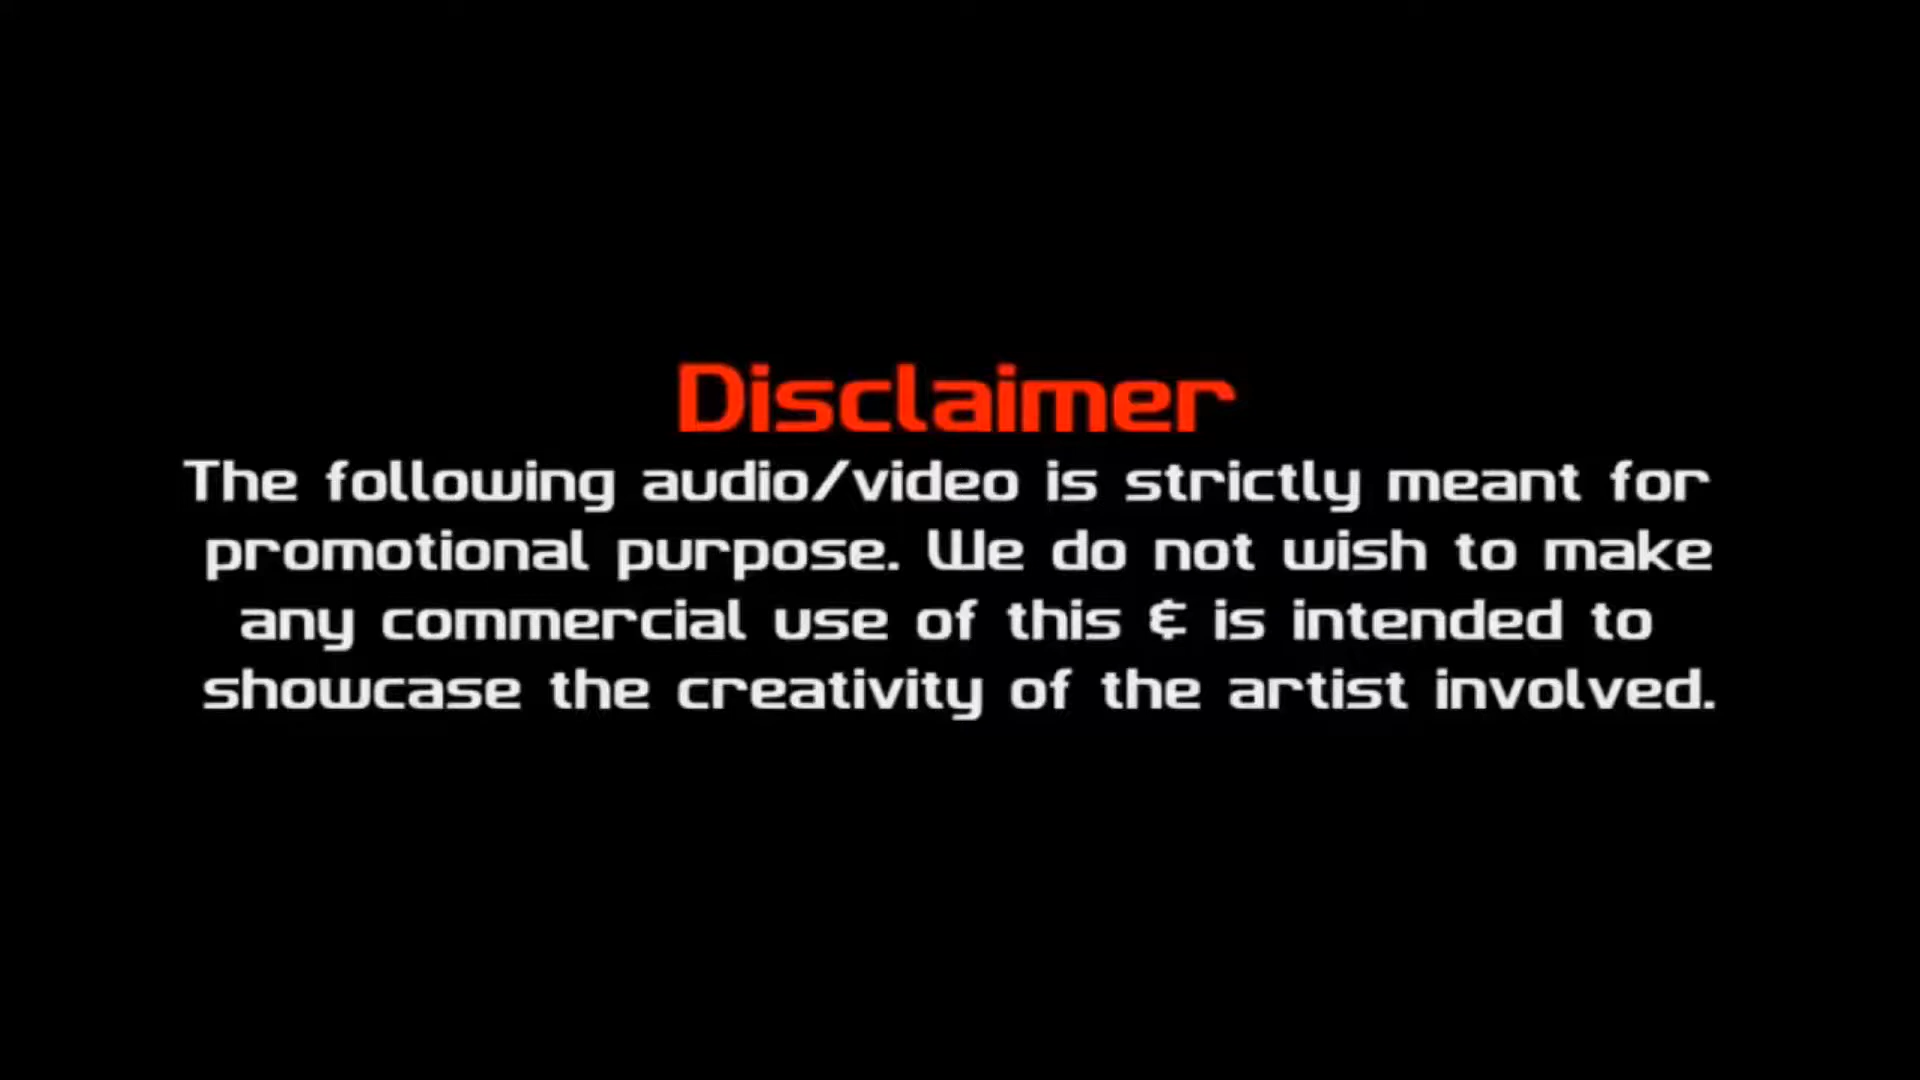 Disclaimer
The following audio/video is strictly meant for
promotional purpose. We do not wish to make
any commercial use of this & is intended to
showcase the creativity of the artist involved.